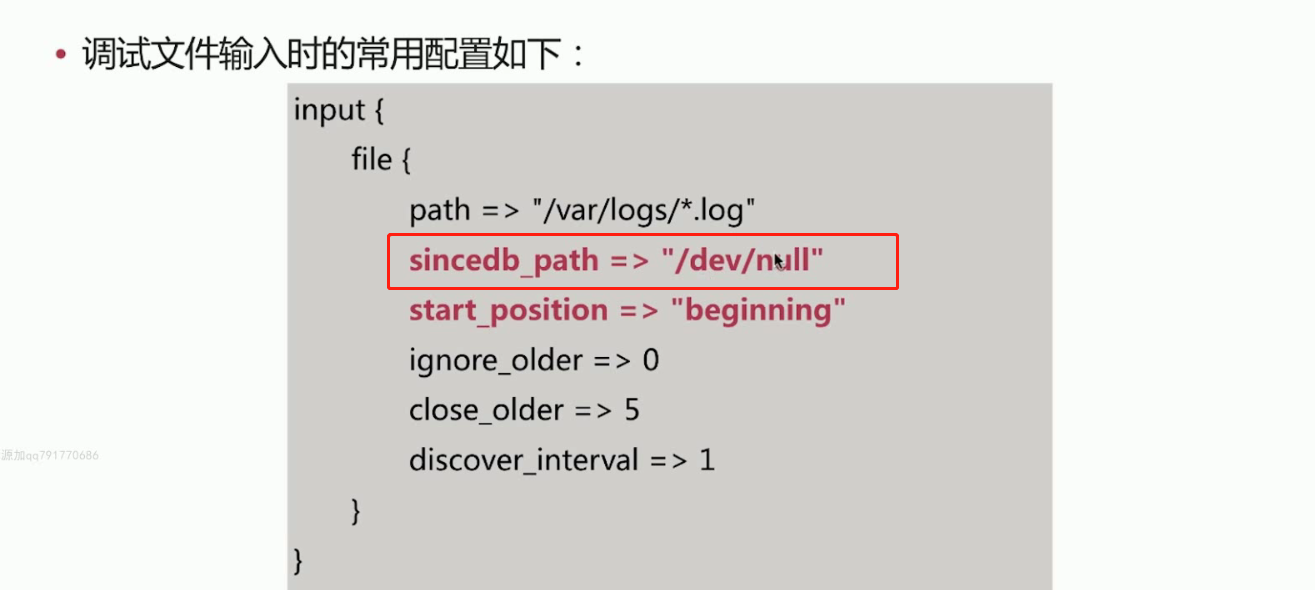 • 调试文件输入时的常用配置如下：
input {
file {
path => "/var/logs/*.log"
sincedb_path => "/dev/null"
start_position => "beginning"
ignore_older => 0
close_older => 5
discover_interval => 1
源加qq791770686
}
}